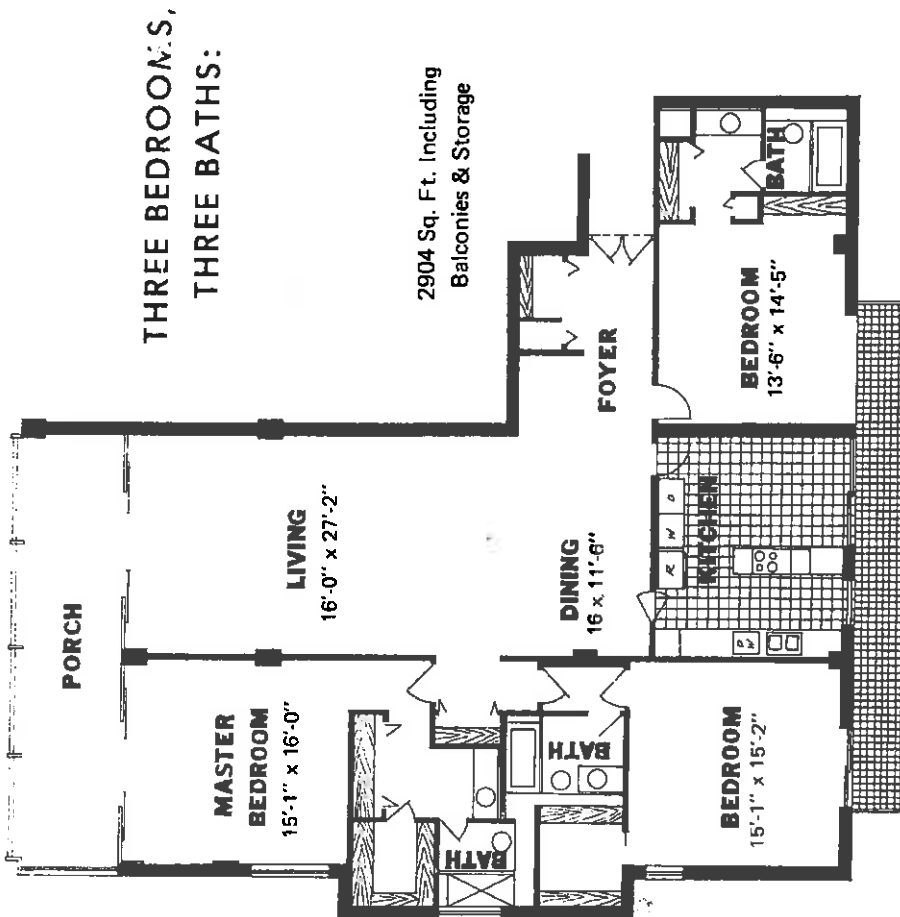 THREE BEDROOMS,
THREE BATHS:
2904 Sq. Ft. Including
Balconies & Storage
PORCH
LIVING
16'-0" x 27'-2"
MASTER
BEDROOM
15'-1" x 16'-0"
DINING
16 x 11'-6"
FOYER
BEDROOM
13'-6" x 14'-5"
BATH
KITCHEN
R
W
D
DW
BATH
BATH
BEDROOM
15'-1" x 15'-2"